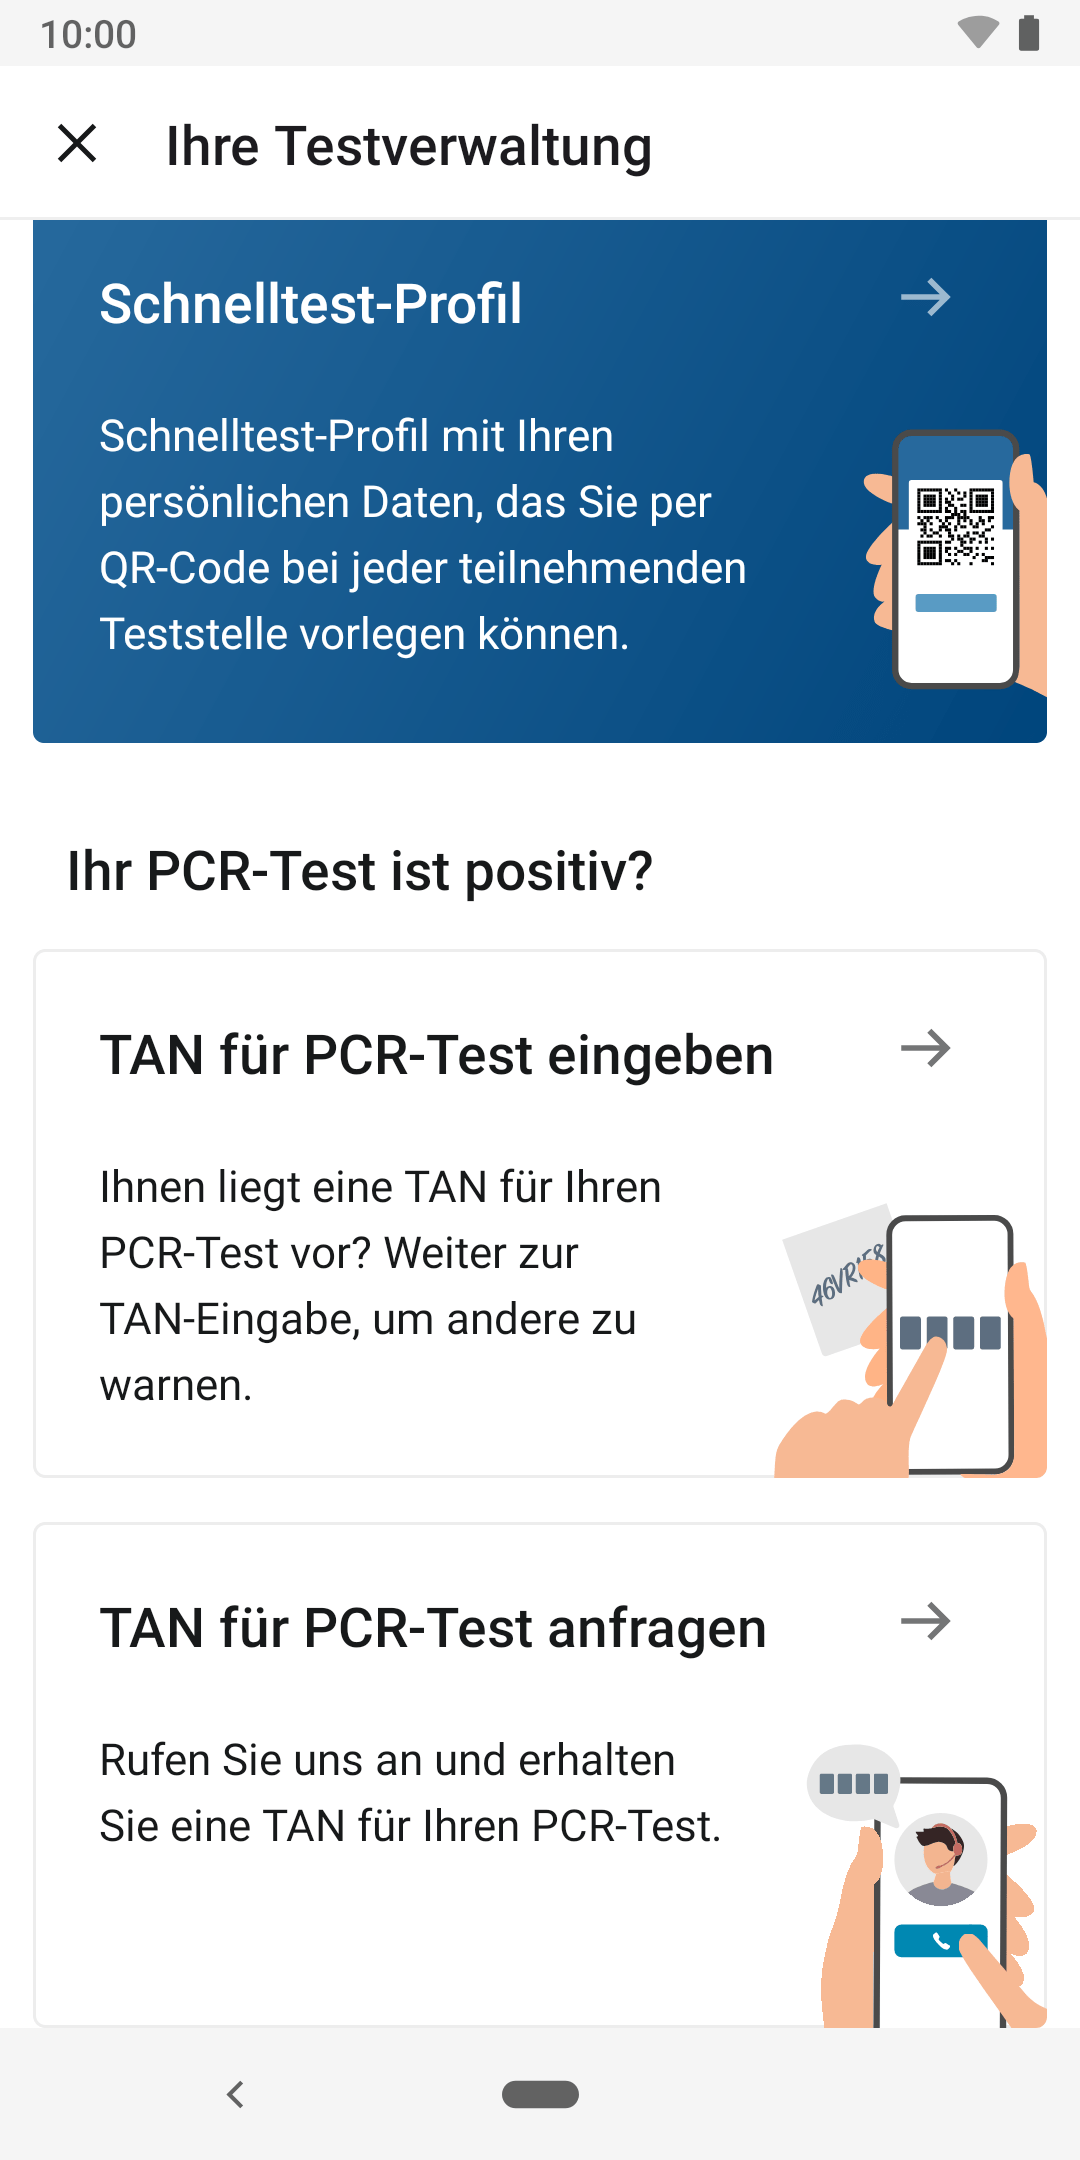 10:00
Ihre Testverwaltung
Schnelltest-Profil
Schnelltest-Profil mit Ihren
persönlichen Daten, das Sie per
QR-Code bei jeder teilnehmenden
Teststelle vorlegen können.
Ihr PCR-Test ist positiv?
TAN für PCR-Test eingeben
Ihnen liegt eine TAN für Ihren
PCR-Test vor? Weiter zur
TAN-Eingabe, um andere zu
warnen.
TAN für PCR-Test anfragen
Rufen Sie uns an und erhalten
Sie eine TAN für Ihren PCR-Test.